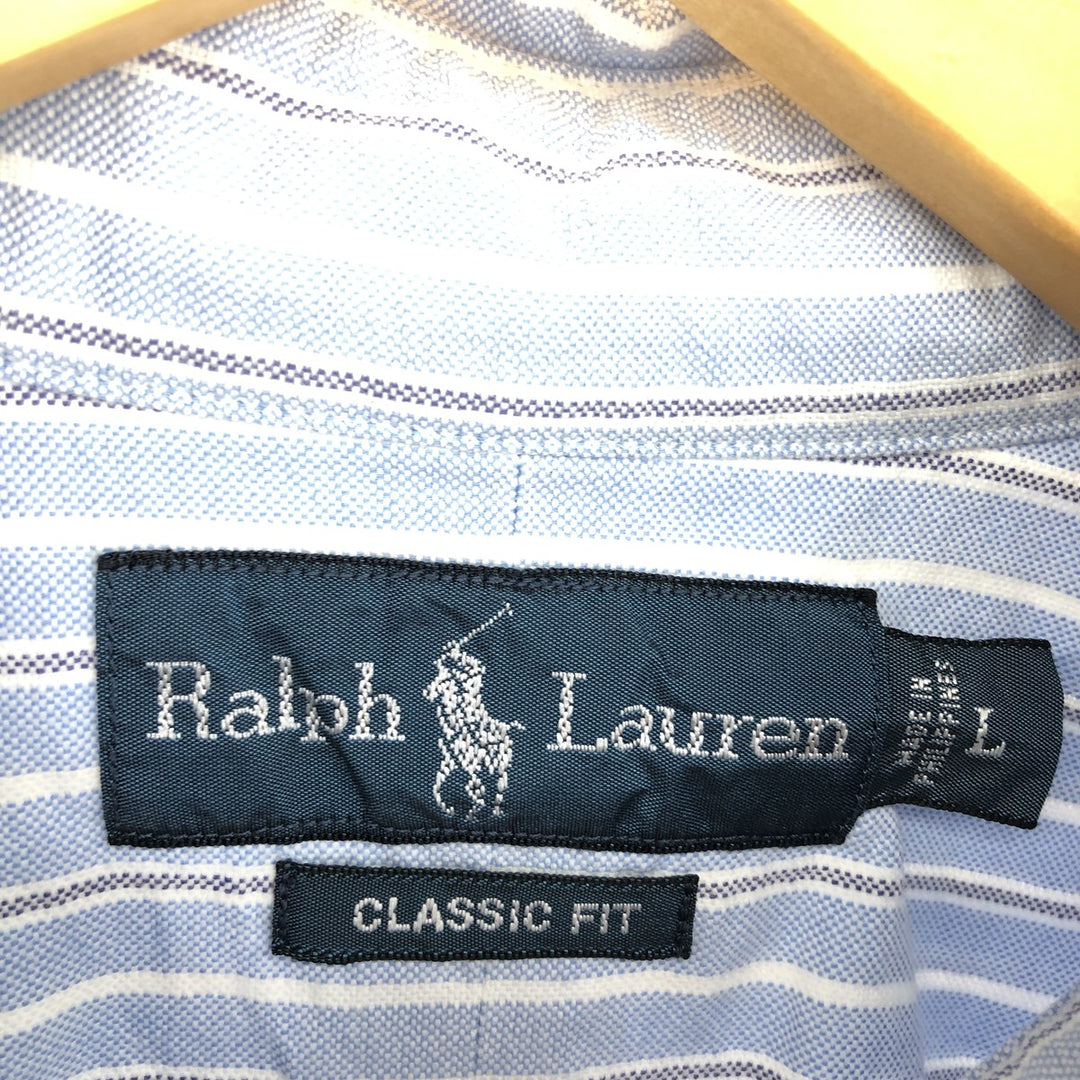 Ralph Lauren
MADE IN
PHILIPPINES
L
CLASSIC FIT